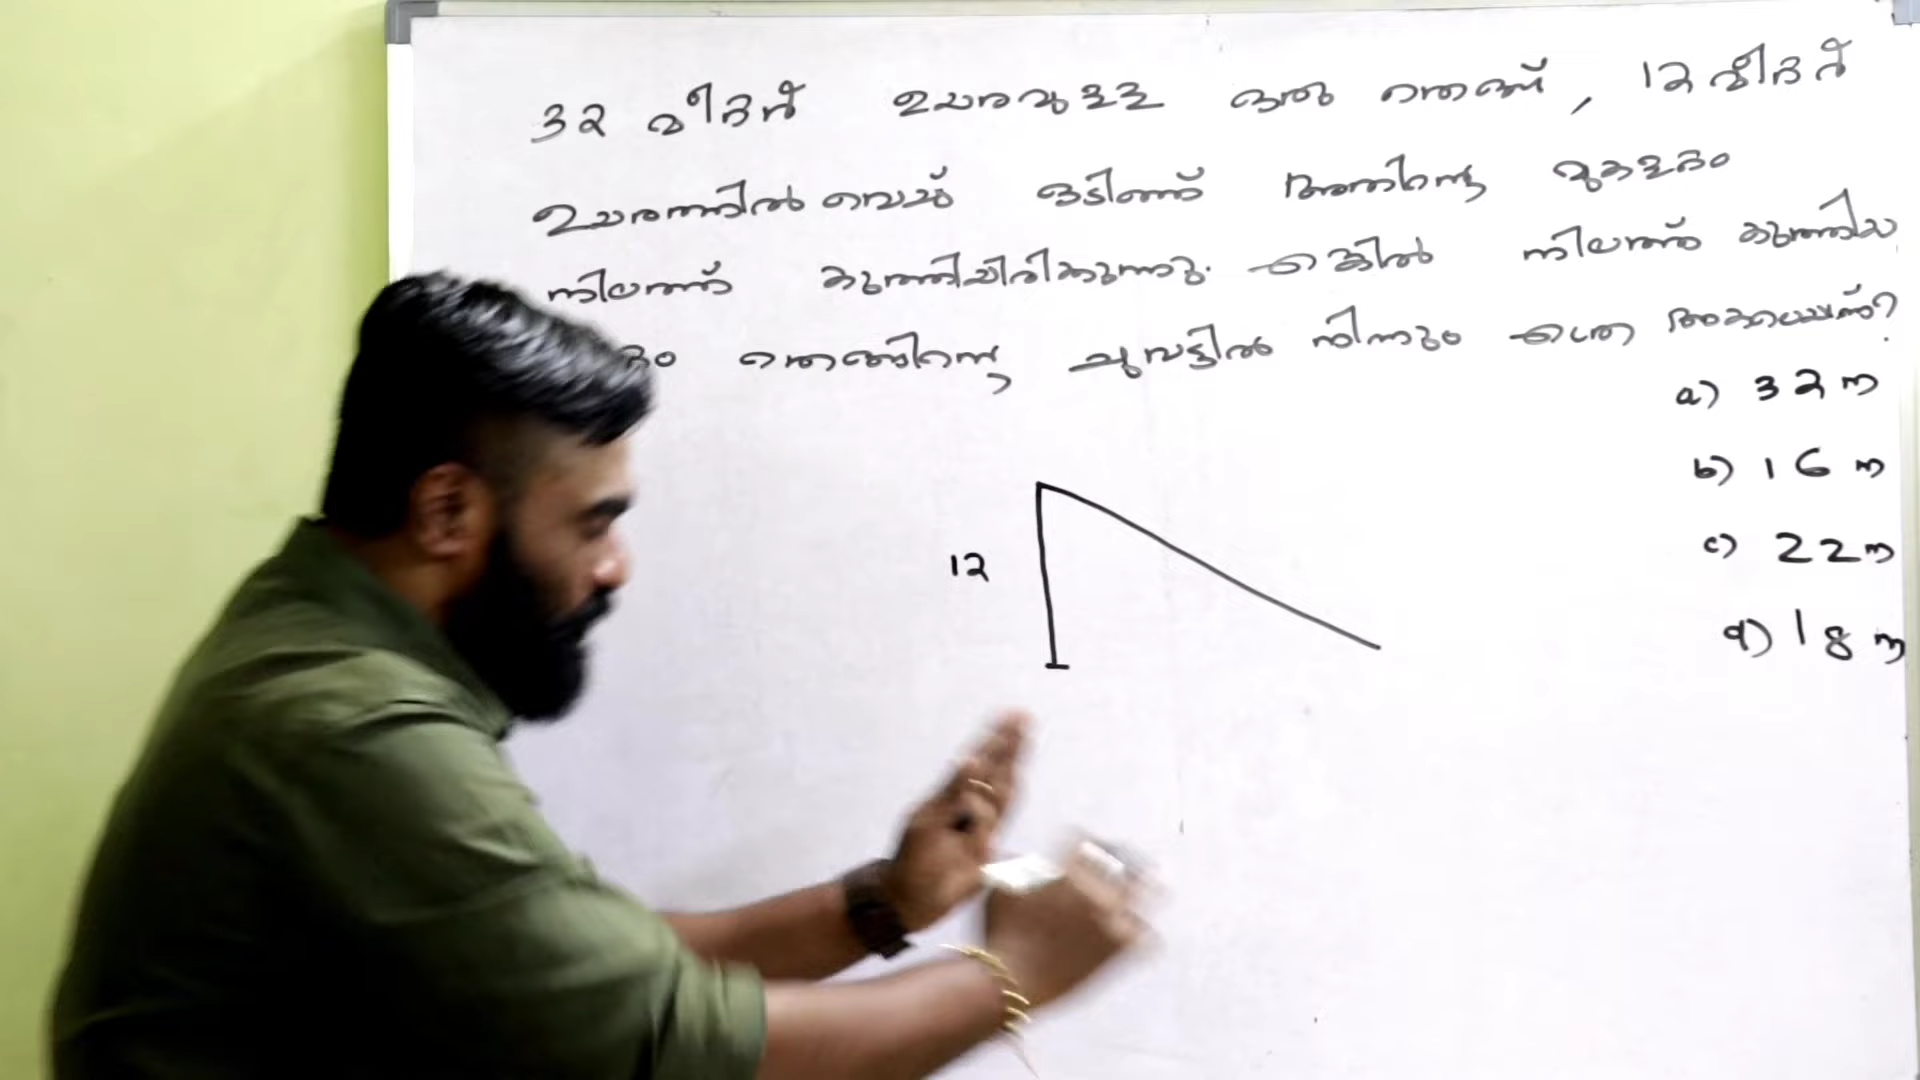 32 മീറ്റർ ഉയരവുള്ള ഒരു തെങ്ങ്, 12 മീറ്റർ
ഉയരത്തിൽ വെച്ച് ഒടിഞ്ഞ് അതിന്റെ മുകളറ്റം
നിലത്ത് കുത്തിയിരിക്കുന്നു. എങ്കിൽ നിലത്ത് കുത്തിയ
തെങ്ങിന്റെ ചുവട്ടിൽ നിന്നും എത്ര അകലെയാണ്?
a) 32 m
b) 16 m
c) 22 m
d) 18 m
12